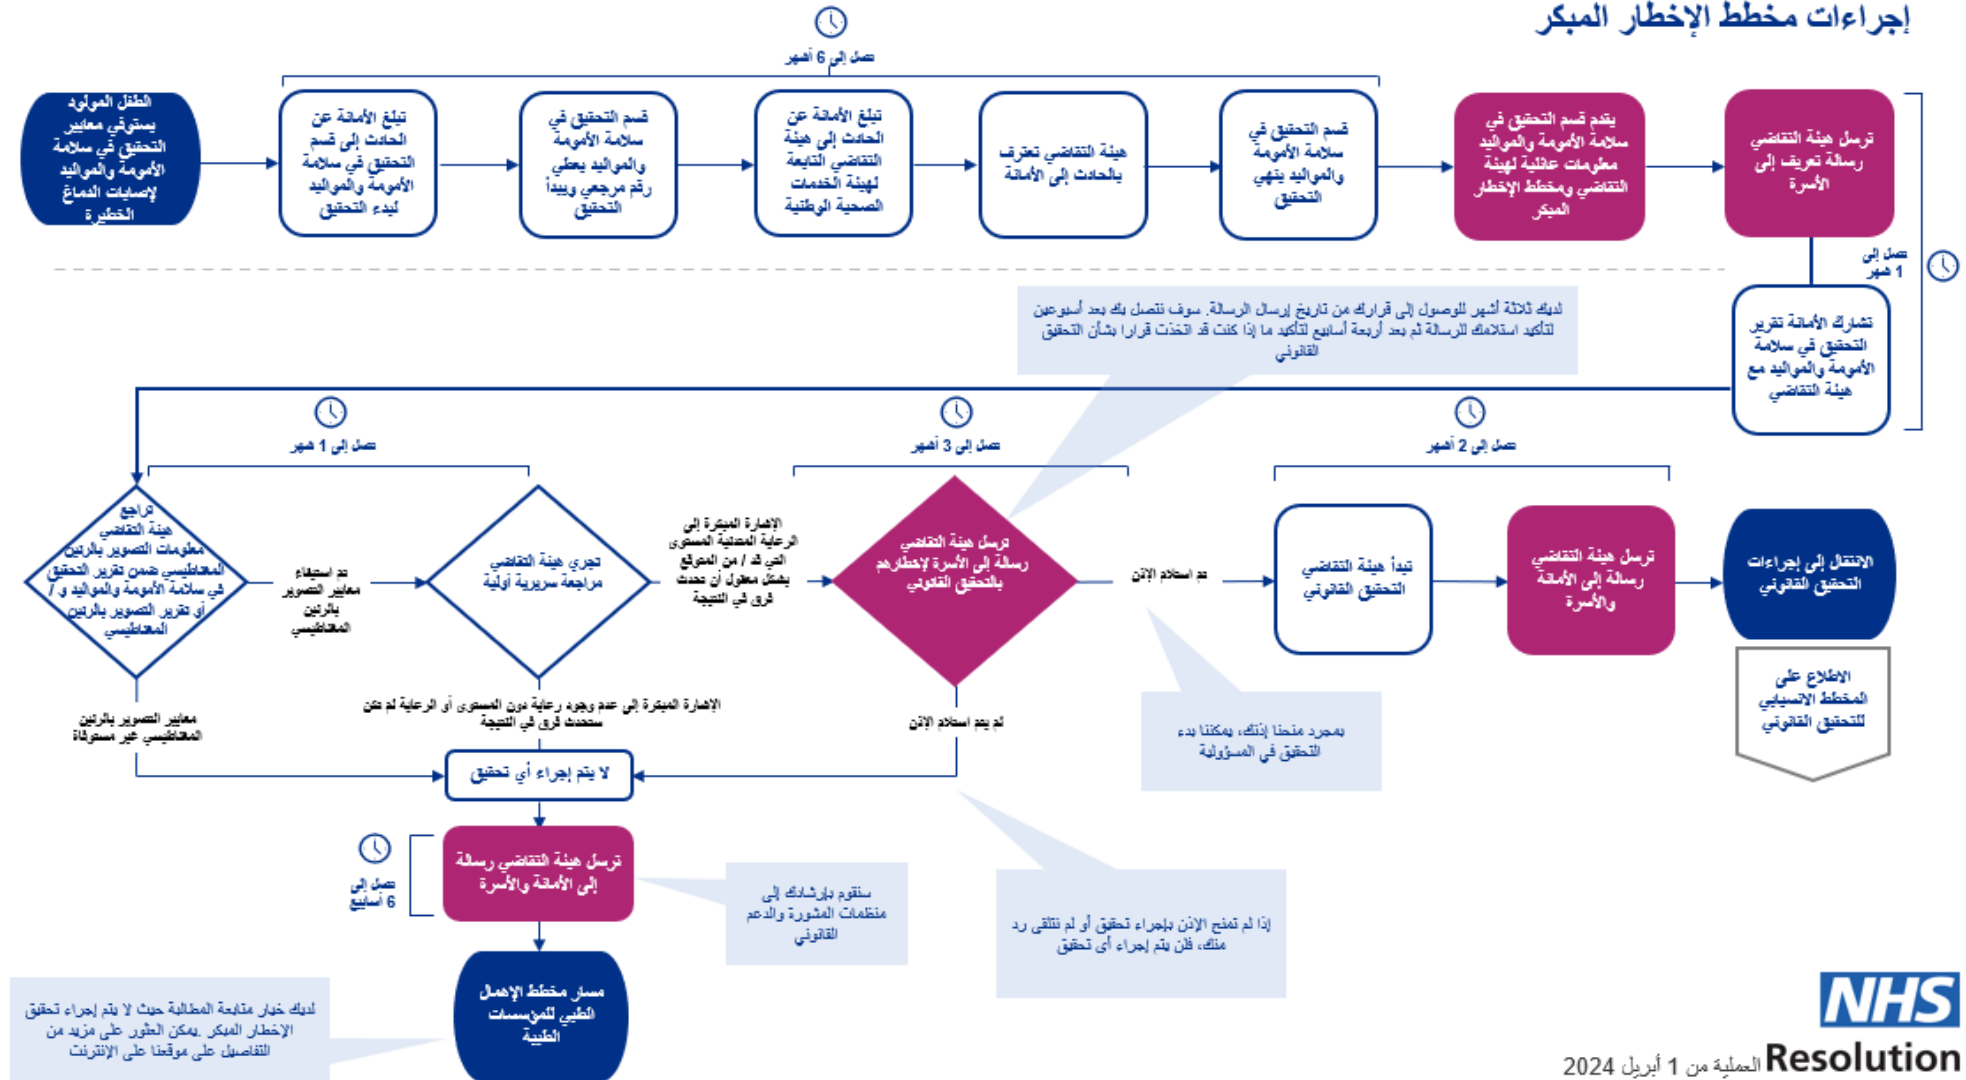 إجراءات مخطط الإخطار المبكر
تصل إلى 6 أشهر
الطفل المولود
يستوفي معايير
التحقيق في سلامة
الأمومة والمواليد
لإصابات الدماغ
الخطيرة
تبلغ الأمانة عن
الحادث إلى قسم
التحقيق في سلامة
الأمومة والمواليد
لبدء التحقيق
قسم التحقيق في
سلامة الأمومة
والمواليد يعطي
رقم مرجعي ويبدأ
التحقيق
تبلغ الأمانة عن
الحادث إلى هيئة
التقاضي التابعة
لهيئة الخدمات
الصحية الوطنية
هيئة التقاضي تعترف
بالحادث إلى الأمانة
قسم التحقيق في
سلامة الأمومة
والمواليد ينهي
التحقيق
يقدم قسم التحقيق في
سلامة الأمومة والمواليد
معلومات عائلية لهيئة
التقاضي ومخطط الإخطار
المبكر
ترسل هيئة التقاضي
رسالة تعريف إلى
الأسرة
تصل إلى
1 شهر
تشارك الأمانة تقرير
التحقيق في سلامة
الأمومة والمواليد مع
هيئة التقاضي
لديك ثلاثة أشهر للوصول إلى قرارك من تاريخ إرسال الرسالة. سوف نتصل بك بعد أسبوعين
لتأكيد استلامك للرسالة ثم بعد أربعة أسابيع لتأكيد ما إذا كنت قد اتخذت قرارا بشأن التحقيق
القانوني
تصل إلى 1 شهر
تصل إلى 3 أشهر
تصل إلى 2 أشهر
تراجع
هيئة التقاضي
معلومات التصوير بالرنين
المغناطيسي ضمن تقرير التحقيق
في سلامة الأمومة والمواليد و /
أو تقرير التصوير بالرنين
المغناطيسي
تم استيفاء
معايير التصوير
بالرنين
المغناطيسي
تجري هيئة التقاضي
مراجعة سريرية أولية
الإشارة المبكرة إلى
الرعاية المتدنية المستوى
التي قد / من المتوقع
بشكل معقول أن تحدث
فرق في النتيجة
ترسل هيئة التقاضي
رسالة إلى الأسرة لإخطارهم
بالتحقيق القانوني
تم استلام الإذن
تبدأ هيئة التقاضي
التحقيق القانوني
ترسل هيئة التقاضي
رسالة إلى الأمانة
والأسرة
الانتقال إلى إجراءات
التحقيق القانوني
الاطلاع على
المخطط الانسيابي
للتحقيق القانوني
معايير التصوير بالرنين
المغناطيسي غير مستوفاة
الإشارة المبكرة إلى عدم وجود رعاية دون المستوى أو الرعاية لم تكن
ستحدث فرق في النتيجة
لم يتم استلام الإذن
بمجرد منحنا إذنك، يمكننا بدء
التحقيق في المسؤولية
لا يتم إجراء أي تحقيق
تصل إلى
6 أسابيع
ترسل هيئة التقاضي رسالة
إلى الأمانة والأسرة
سنقوم بإرشادك إلى
منظمات المشورة والدعم
القانوني
إذا لم تمنح الإذن بإجراء تحقيق أو لم نتلقى رد
منك، فلن يتم إجراء أى تحقيق
مسار مخطط الإهمال
الطبي للمؤسسات
الطبية
لديك خيار متابعة المطالبة حيث لا يتم إجراء تحقيق
الإخطار المبكر .يمكن العثور على مزيد من
التفاصيل على موقعنا على الإنترنت
NHS
Resolution
العملية من 1 أبريل 2024